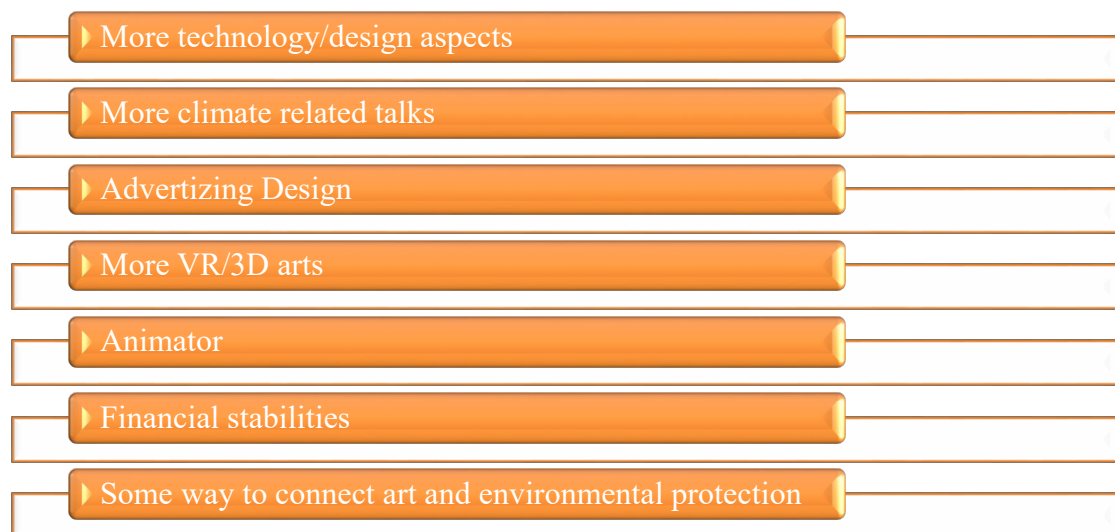 More technology/design aspects
More climate related talks
Advertizing Design
More VR/3D arts
Animator
Financial stabilities
Some way to connect art and environmental protection